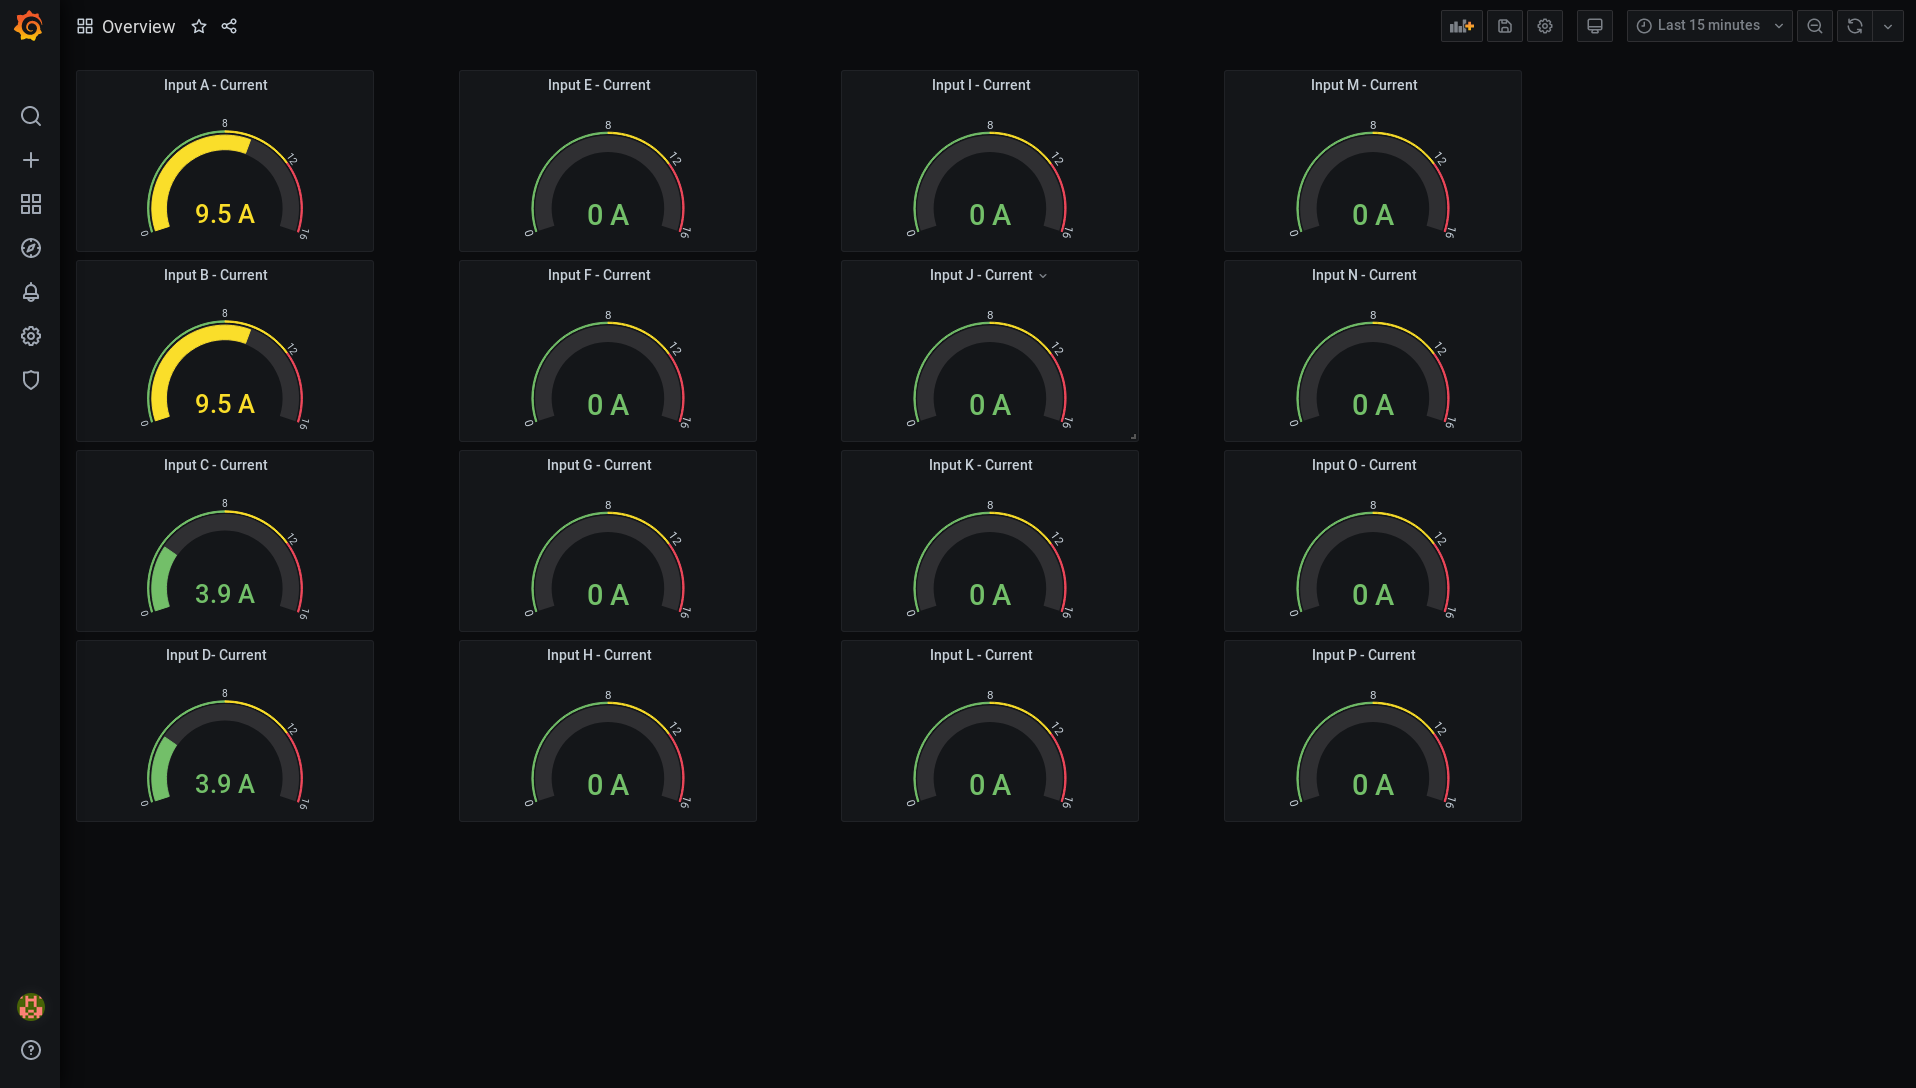 Overview
Last 15 minutes
Input A - Current
8
12
9.5 A
0
16
Input E - Current
8
12
0 A
0
16
Input I - Current
8
12
0 A
0
16
Input M - Current
8
12
0 A
0
16
Input B - Current
8
12
9.5 A
0
16
Input F - Current
8
12
0 A
0
16
Input J - Current
8
12
0 A
0
16
Input N - Current
8
12
0 A
0
16
Input C - Current
8
12
3.9 A
0
16
Input G - Current
8
12
0 A
0
16
Input K - Current
8
12
0 A
0
16
Input O - Current
8
12
0 A
0
16
Input D- Current
8
12
3.9 A
0
16
Input H - Current
8
12
0 A
0
16
Input L - Current
8
12
0 A
0
16
Input P - Current
8
12
0 A
0
16